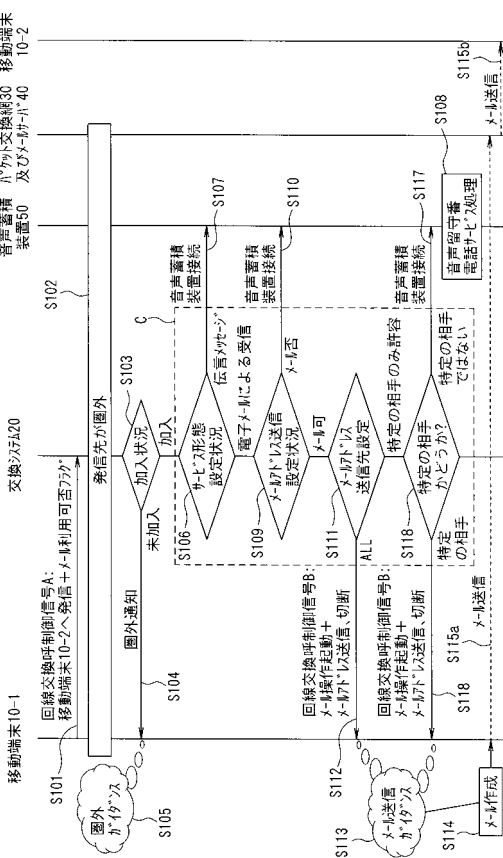 移動端末10-1
交換システム20
音声蓄積
装置50
パケット交換網30
及びメールサーバ40
移動端末
10-2
S101
回線交換呼制御信号A:
移動端末10-2へ発信+メール利用可否フラグ
S102
発信先が圏外
S103
加入状況
未加入
加入
圏外通知
S104
圏外
ガイダンス
S105
C
S106
サービス形態
設定状況
伝言メッセージ
音声蓄積
装置接続
S107
電子メールによる受信
S109
メールアドレス送信
設定状況
メール否
音声蓄積
装置接続
S110
メール可
S111
メールアドレス
送信先設定
ALL
特定の相手のみ許容
回線交換呼制御信号B:
メール操作起動+
メールアドレス送信、切断
S112
S118
特定の相手
かどうか?
特定の相手
ではない
音声蓄積
装置接続
S117
特定
の相手
回線交換呼制御信号B:
メール操作起動+
メールアドレス送信、切断
S118
音声留守番
電話サービス処理
S108
S113
メール送信
ガイダンス
S114
メール作成
S115a
メール送信
S115b
メール送信